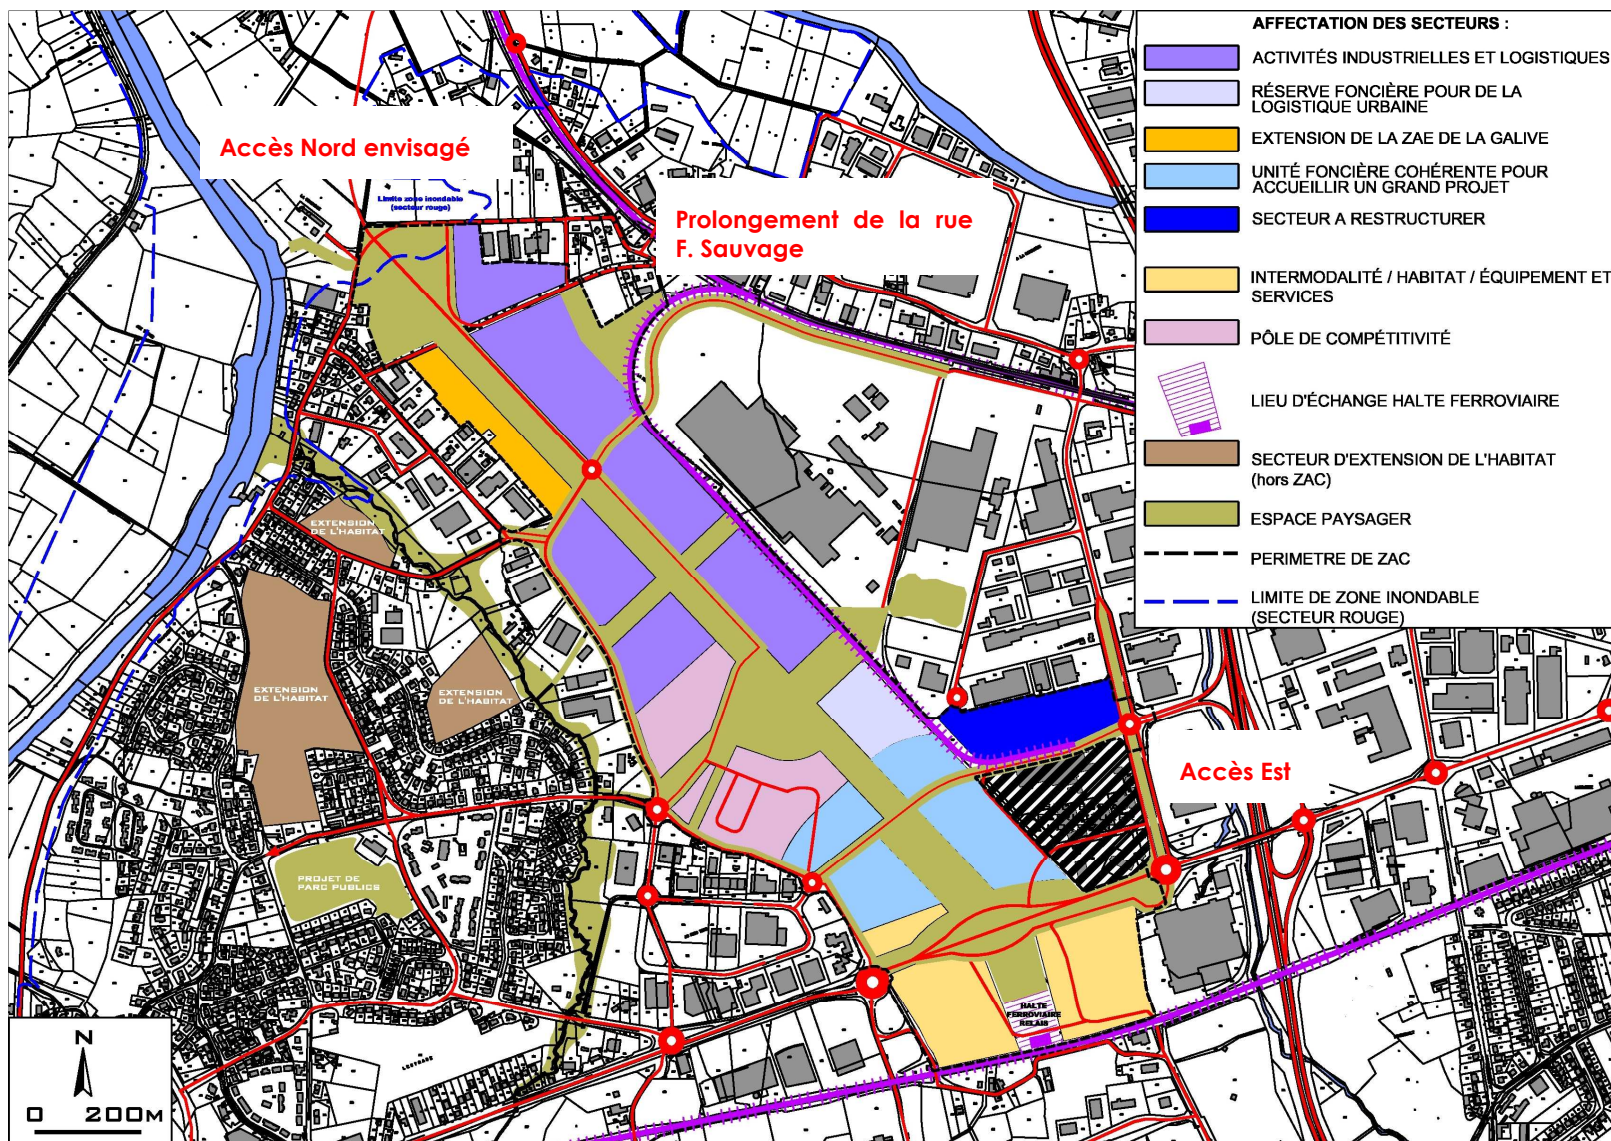 Accès Nord envisagé
Limite zone inondable
(secteur rouge)
Prolongement de la rue
F. Sauvage
Accès Est
EXTENSION
DE L'HABITAT
EXTENSION
DE L'HABITAT
EXTENSION
DE L'HABITAT
PROJET DE
PARC PUBLICS
HALTE
FERROVIAIRE
RELAIS
N
0 200M
AFFECTATION DES SECTEURS :
ACTIVITÉS INDUSTRIELLES ET LOGISTIQUES
RÉSERVE FONCIÈRE POUR DE LA
LOGISTIQUE URBAINE
EXTENSION DE LA ZAE DE LA GALIVE
UNITÉ FONCIÈRE COHÉRENTE POUR
ACCUEILLIR UN GRAND PROJET
SECTEUR A RESTRUCTURER
INTERMODALITÉ / HABITAT / ÉQUIPEMENT ET
SERVICES
PÔLE DE COMPÉTITIVITÉ
LIEU D'ÉCHANGE HALTE FERROVIAIRE
SECTEUR D'EXTENSION DE L'HABITAT
(hors ZAC)
ESPACE PAYSAGER
PERIMETRE DE ZAC
LIMITE DE ZONE INONDABLE
(SECTEUR ROUGE)